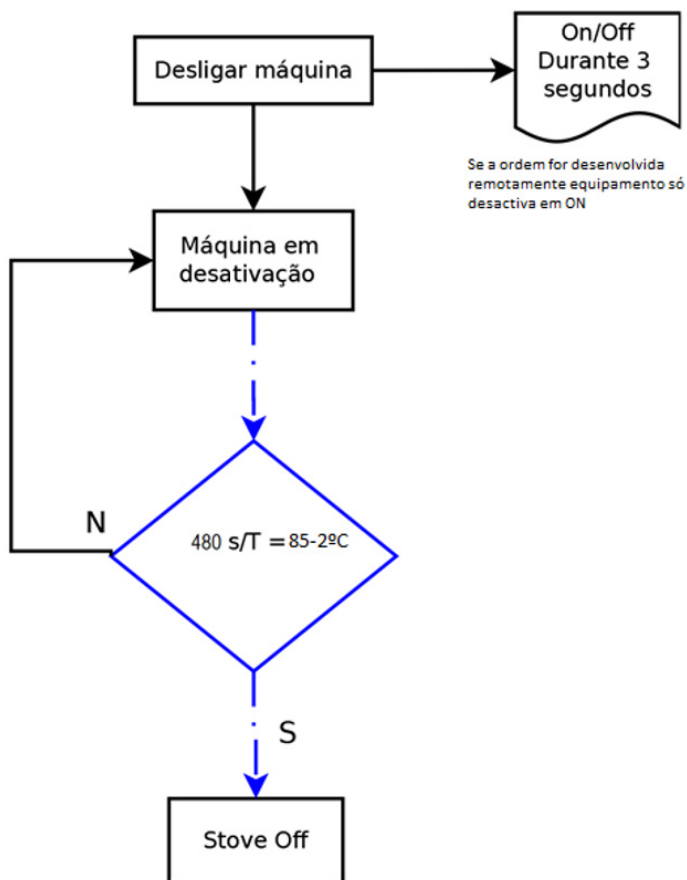 Desligar máquina
On/Off
Durante 3
segundos
Se a ordem for desenvolvida
remotamente equipamento só
desactiva em ON
Máquina em
desativação
N
480 s/T = 85-2ºC
S
Stove Off